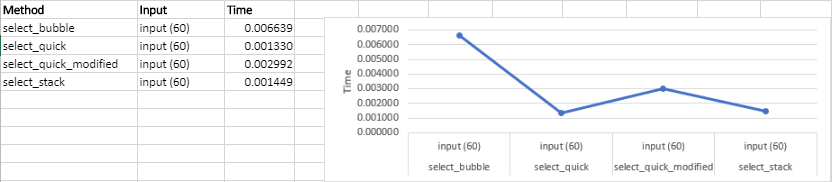 Method Input Time
select_bubble input (60) 0.006639
select_quick input (60) 0.001330
select_quick_modified input (60) 0.002992
select_stack input (60) 0.001449
0.007000
0.006000
0.005000
0.004000
0.003000
0.002000
0.001000
0.000000
Time
input (60) input (60) input (60) input (60)
select_bubble select_quick select_quick_modified select_stack